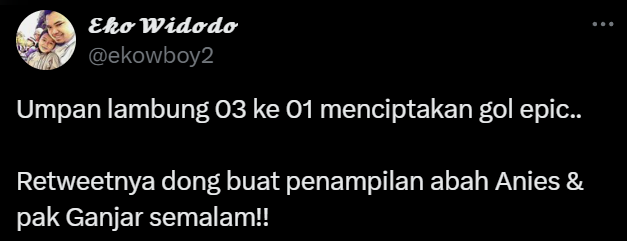 Eko Widodo
@ekowboy2
Umpan lambung 03 ke 01 menciptakan gol epic..
Retweetnya dong buat penampilan abah Anies &
pak Ganjar semalam!!